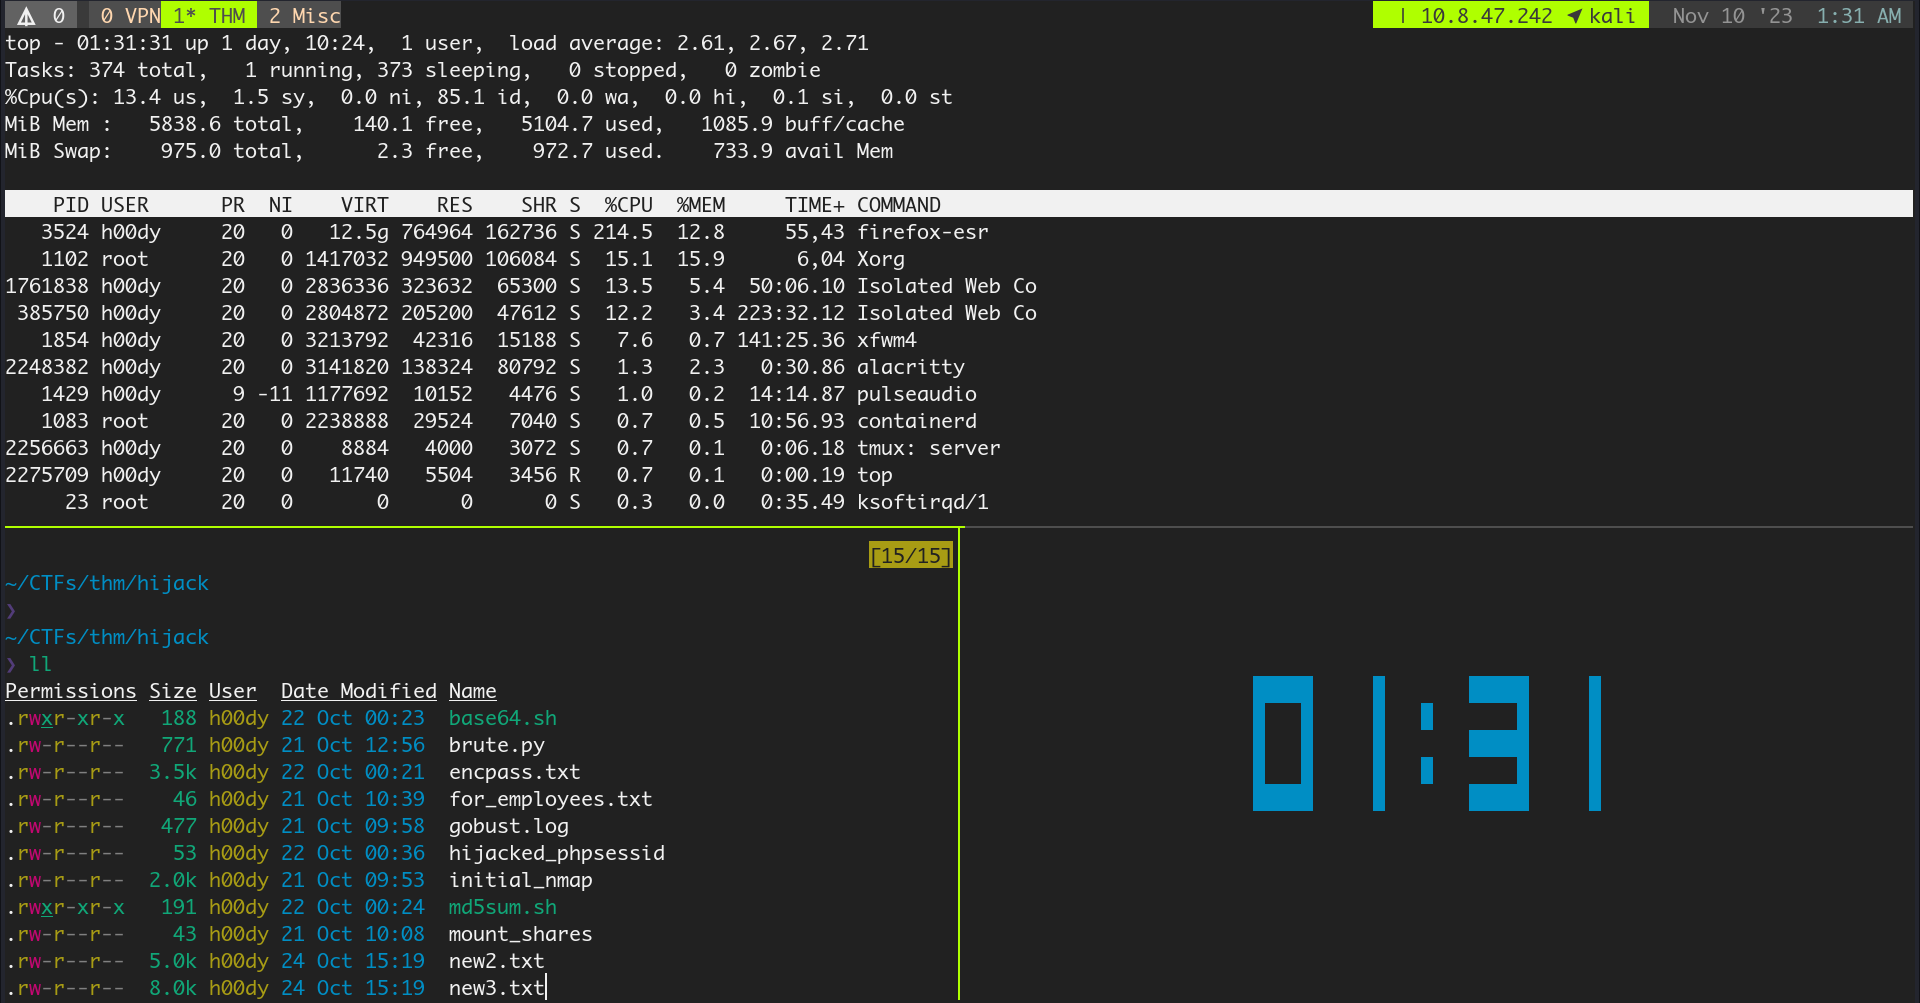 0 0 VPN 1* THM 2 Misc | 10.8.47.242 kali Nov 10 '23 1:31 AM
top - 01:31:31 up 1 day, 10:24, 1 user, load average: 2.61, 2.67, 2.71
Tasks: 374 total, 1 running, 373 sleeping, 0 stopped, 0 zombie
%Cpu(s): 13.4 us, 1.5 sy, 0.0 ni, 85.1 id, 0.0 wa, 0.0 hi, 0.1 si, 0.0 st
MiB Mem : 5838.6 total, 140.1 free, 5104.7 used, 1085.9 buff/cache
MiB Swap: 975.0 total, 2.3 free, 972.7 used. 733.9 avail Mem
PID USER PR NI VIRT RES SHR S %CPU %MEM TIME+ COMMAND
3524 h00dy 20 0 12.5g 764964 162736 S 214.5 12.8 55,43 firefox-esr
1102 root 20 0 1417032 949500 106084 S 15.1 15.9 6,04 Xorg
1761838 h00dy 20 0 2836336 323632 65300 S 13.5 5.4 50:06.10 Isolated Web Co
385750 h00dy 20 0 2804872 205200 47612 S 12.2 3.4 223:32.12 Isolated Web Co
1854 h00dy 20 0 3213792 42316 15188 S 7.6 0.7 141:25.36 xfwm4
2248382 h00dy 20 0 3141820 138324 80792 S 1.3 2.3 0:30.86 alacritty
1429 h00dy 9 -11 1177692 10152 4476 S 1.0 0.2 14:14.87 pulseaudio
1083 root 20 0 2238888 29524 7040 S 0.7 0.5 10:56.93 containerd
2256663 h00dy 20 0 8884 4000 3072 S 0.7 0.1 0:06.18 tmux: server
2275709 h00dy 20 0 11740 5504 3456 R 0.7 0.1 0:00.19 top
23 root 20 0 0 0 0 S 0.3 0.0 0:35.49 ksoftirqd/1
[15/15]
~/CTFs/thm/hijack
❯
~/CTFs/thm/hijack
❯ ll
Permissions Size User Date Modified Name
.rwxr-xr-x 188 h00dy 22 Oct 00:23 base64.sh
.rw-r--r-- 771 h00dy 21 Oct 12:56 brute.py
.rw-r--r-- 3.5k h00dy 22 Oct 00:21 encpass.txt
.rw-r--r-- 46 h00dy 21 Oct 10:39 for_employees.txt
.rw-r--r-- 477 h00dy 21 Oct 09:58 gobust.log
.rw-r--r-- 53 h00dy 22 Oct 00:36 hijacked_phpsessid
.rw-r--r-- 2.0k h00dy 21 Oct 09:53 initial_nmap
.rwxr-xr-x 191 h00dy 22 Oct 00:24 md5sum.sh
.rw-r--r-- 43 h00dy 21 Oct 10:08 mount_shares
.rw-r--r-- 5.0k h00dy 24 Oct 15:19 new2.txt
.rw-r--r-- 8.0k h00dy 24 Oct 15:19 new3.txt
01:31